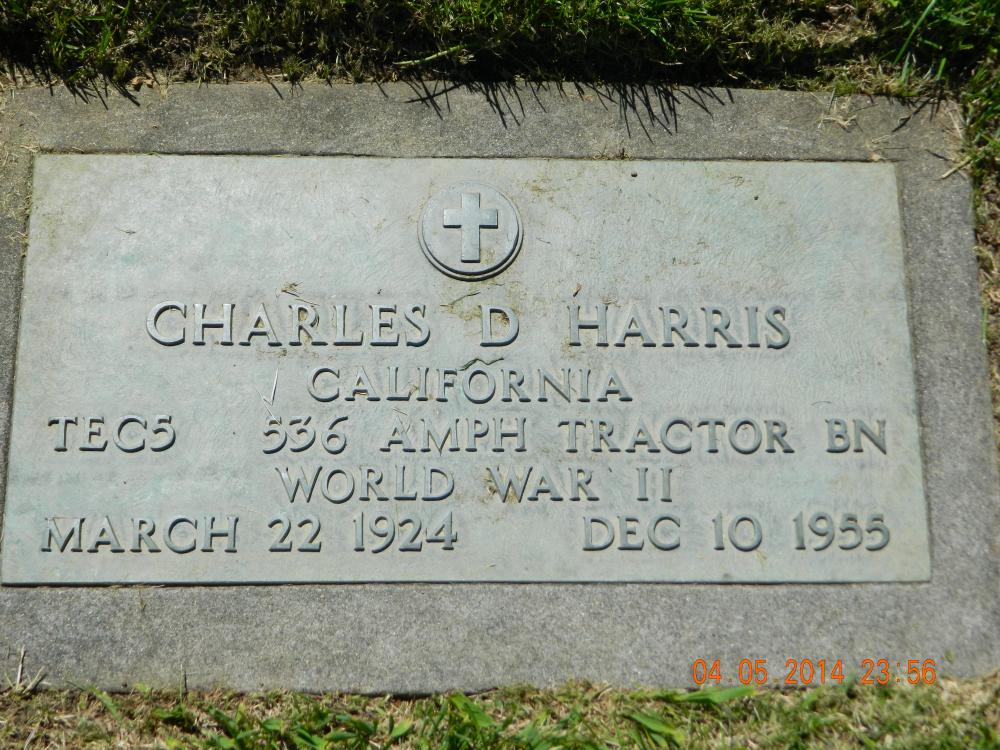 CHARLES D HARRIS
CALIFORNIA
TEC5 536 AMPH TRACTOR BN
WORLD WAR II
MARCH 22 1924 DEC 10 1955
04.05.2014 23:56